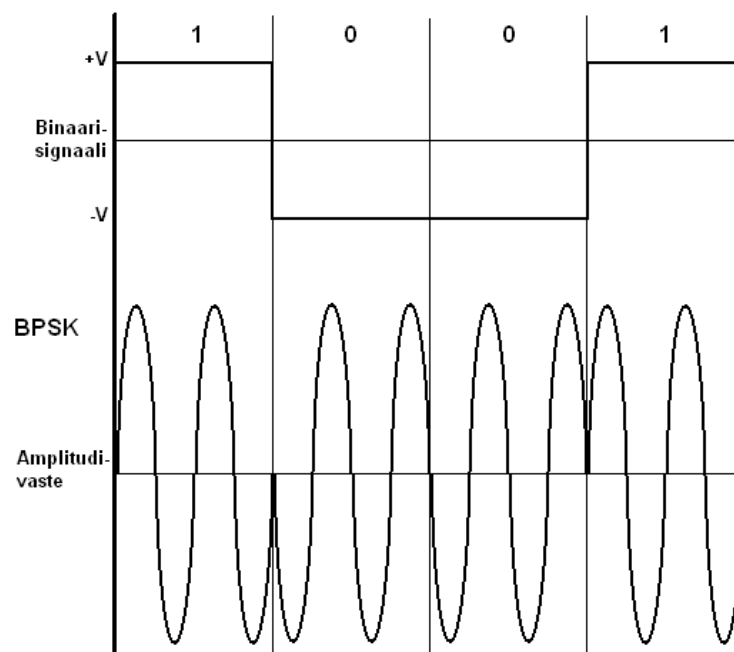 1 0 0 1
+V
Binaari-
signaali
-V
BPSK
Amplitudi-
vaste